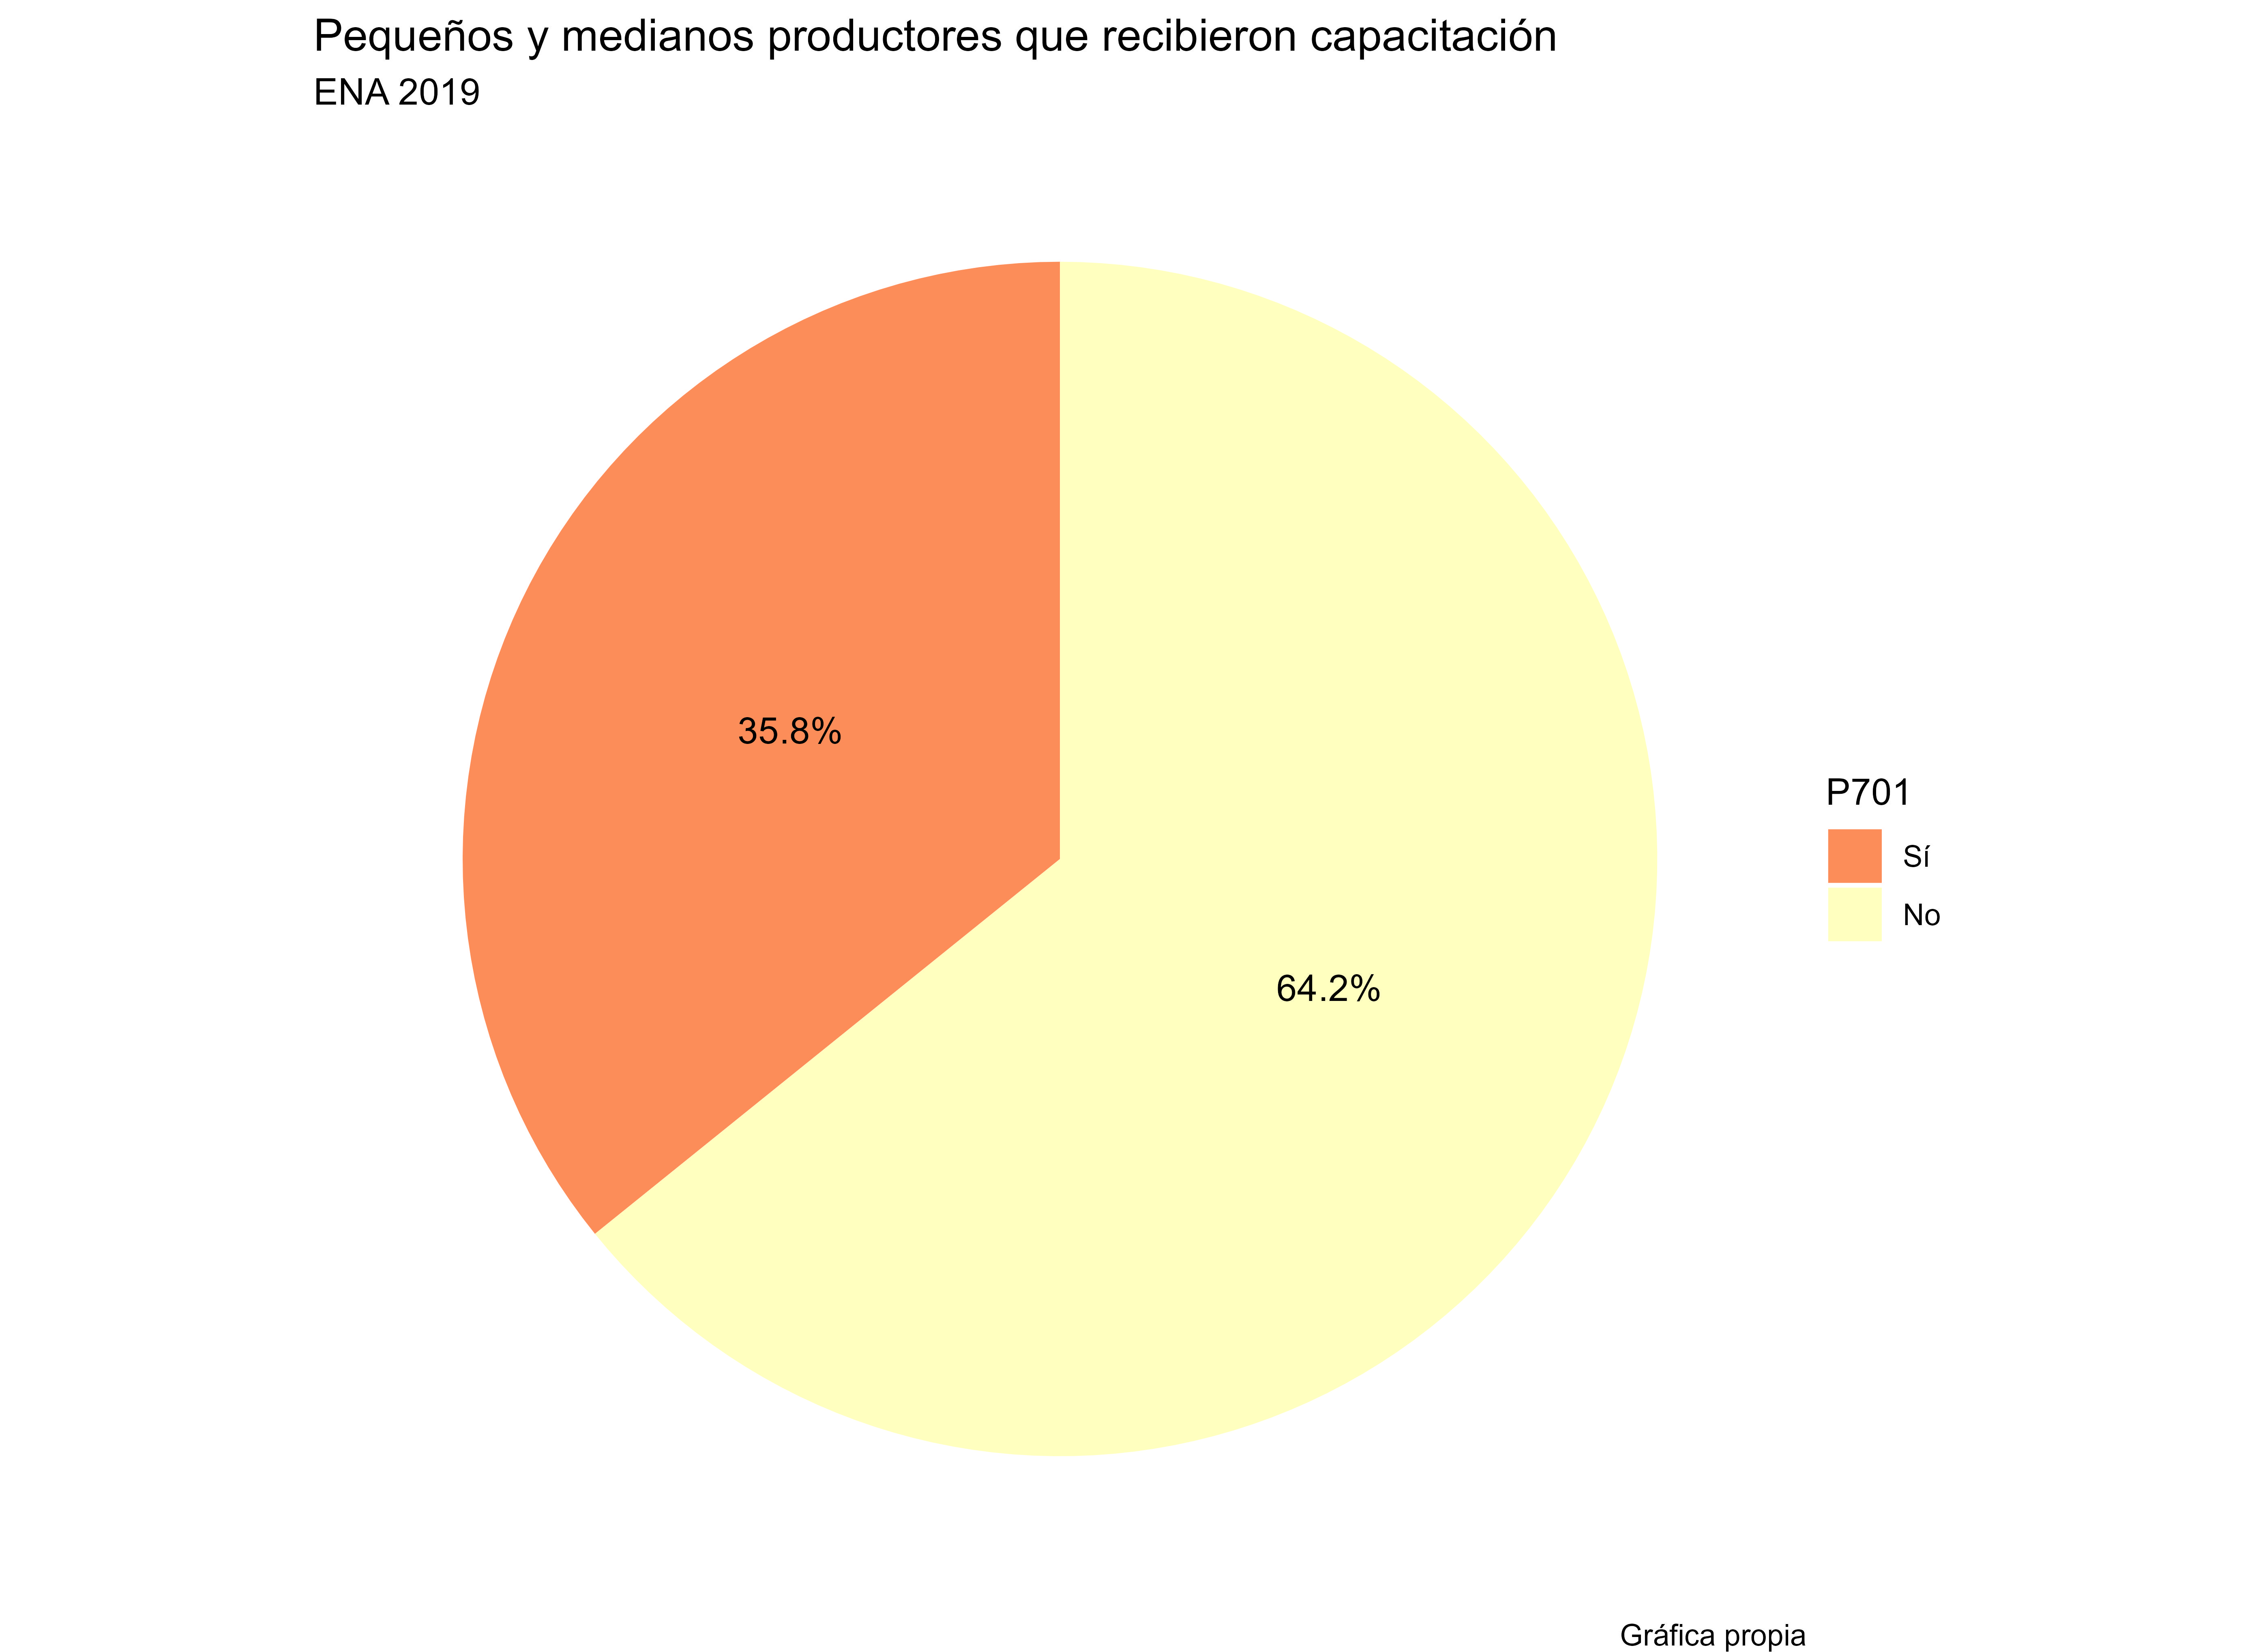 Pequeños y medianos productores que recibieron capacitación
ENA 2019
35.8%
64.2%
P701
Sí
No
Gráfica propia